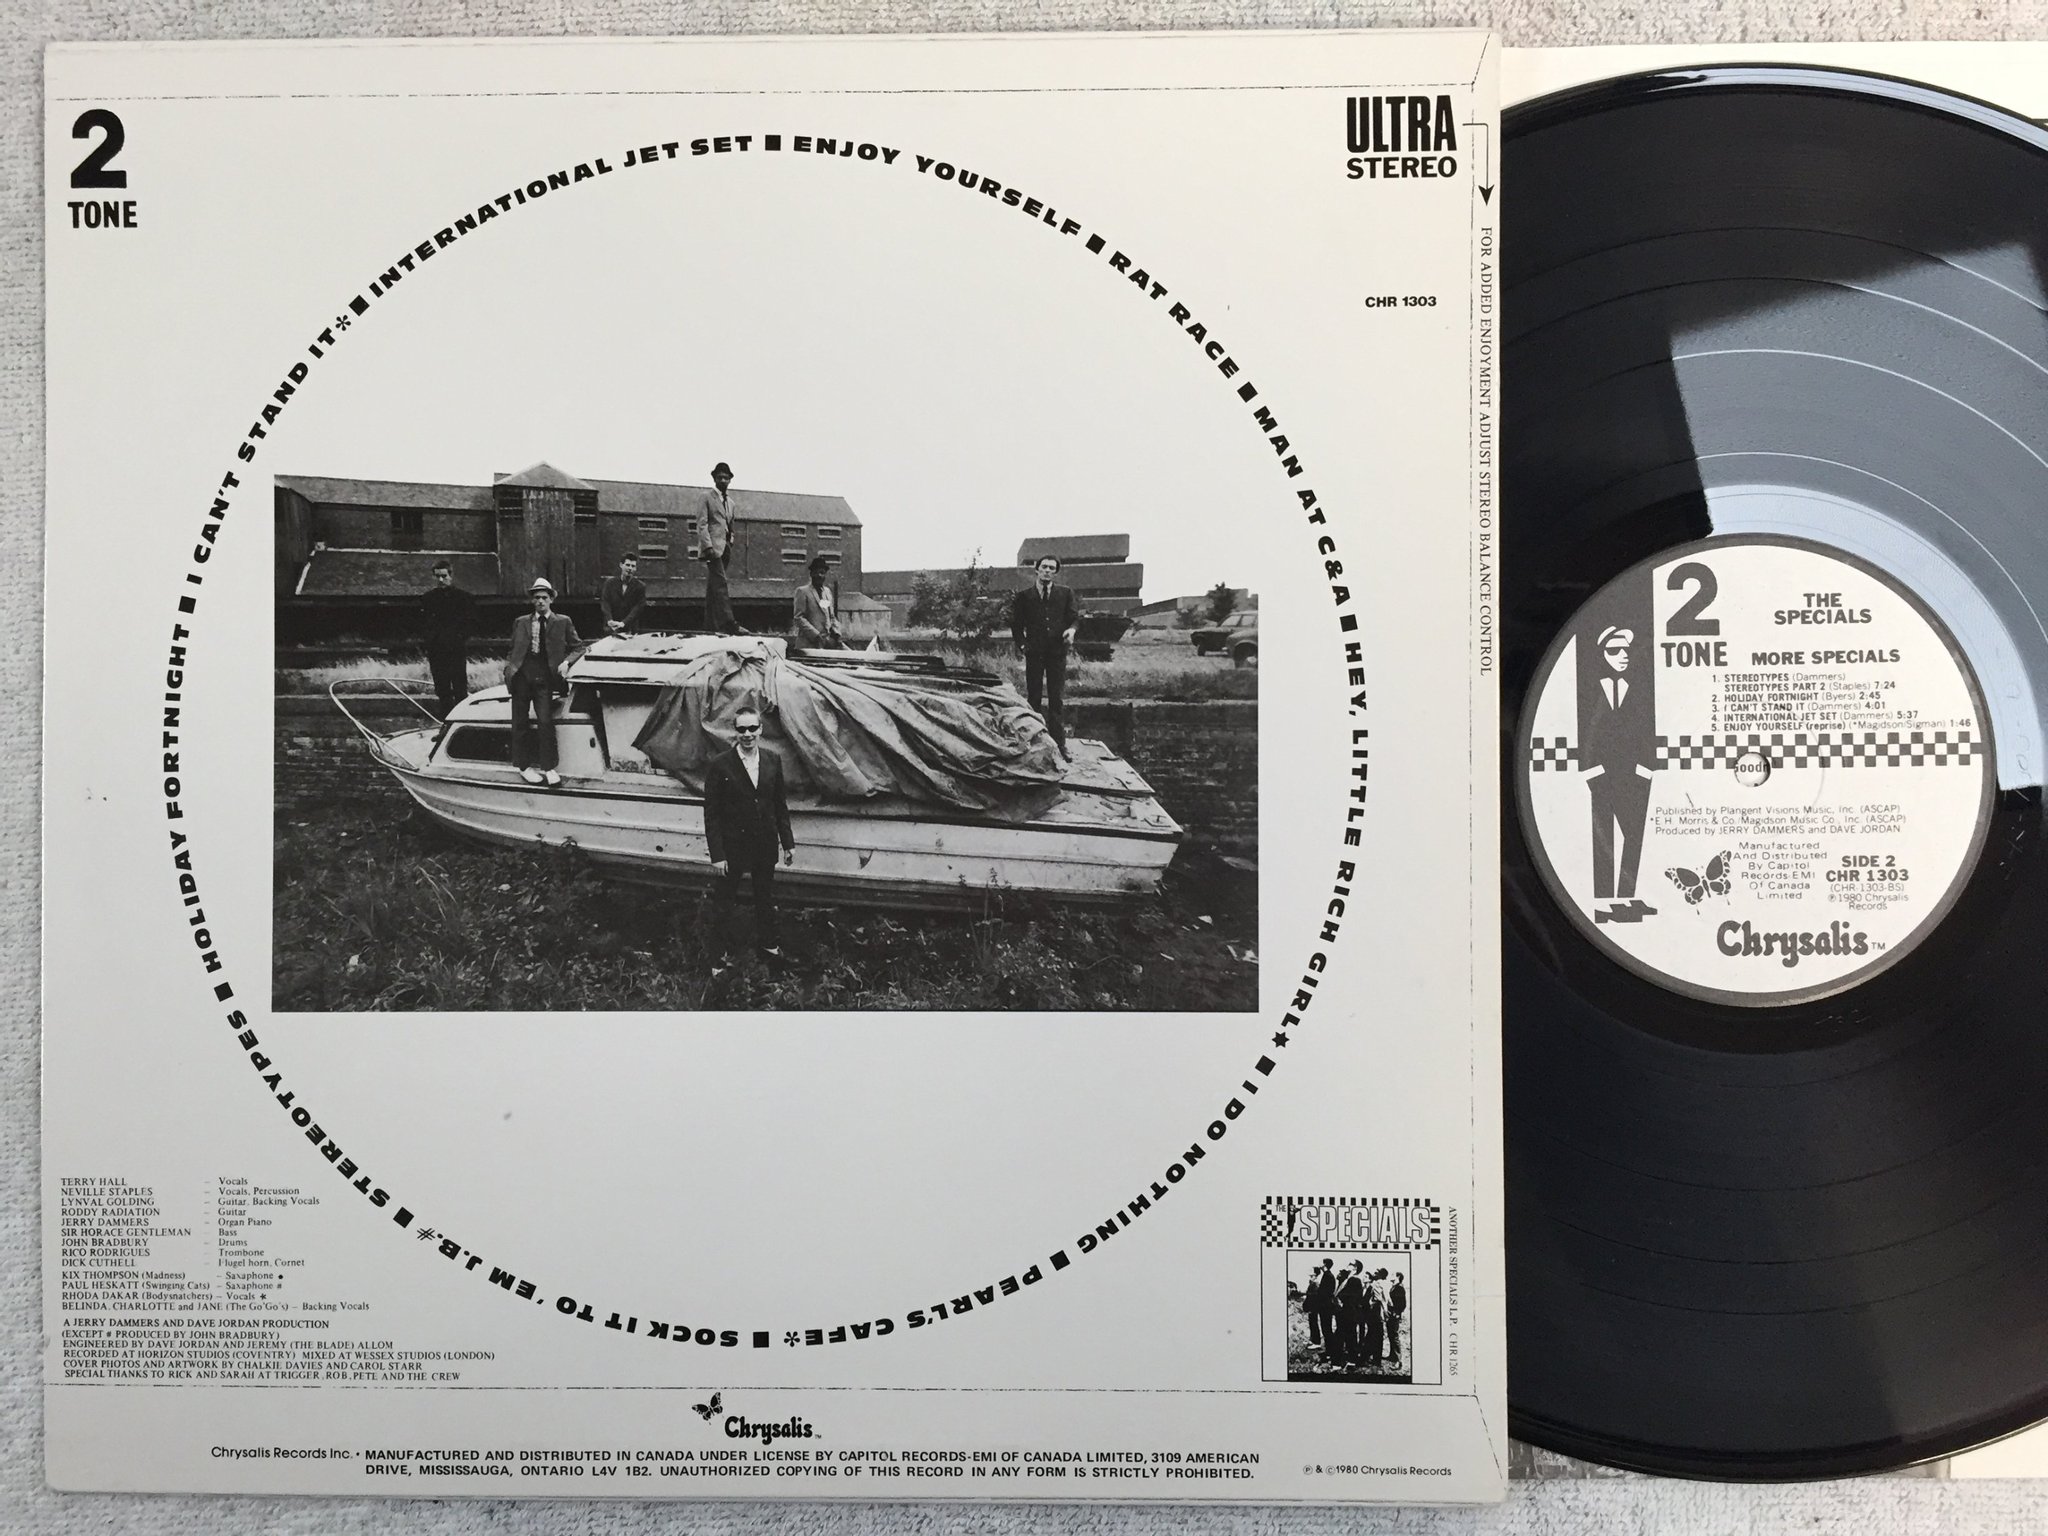 2
TONE
ULTRA
STEREO
FOR ADDED ENJOYMENT ADJUST STEREO BALANCE CONTROL
CHR 1303
ENJOY YOURSELF ■ RAT RACE ■ MAN AT C&A ■ HEY, LITTLE RICH GIRL★ ■ I DO NOTHING ■ PEARL'S CAFE* ■ SOCK IT TO 'EM J.B.# ■ STEREOTYPES ■ HOLIDAY FORTNIGHT ■ I CAN'T STAND IT* ■ INTERNATIONAL JET SET ■
TERRY HALL – Vocals
NEVILLE STAPLES – Vocals, Percussion
LYNVAL GOLDING – Guitar, Backing Vocals
RODDY RADIATION – Guitar
JERRY DAMMERS – Organ Piano
SIR HORACE GENTLEMAN – Bass
JOHN BRADBURY – Drums
RICO RODRIGUES – Trombone
DICK CUTHELL – Flugel horn, Cornet
KIX THOMPSON (Madness) – Saxaphone ●
PAUL HESKATT (Swinging Cats) – Saxaphone #
RHODA DAKAR (Bodysnatchers) – Vocals ★
BELINDA, CHARLOTTE and JANE (The Go'Go's) – Backing Vocals
A JERRY DAMMERS AND DAVE JORDAN PRODUCTION
(EXCEPT # PRODUCED BY JOHN BRADBURY)
ENGINEERED BY DAVE JORDAN AND JEREMY (THE BLADE) ALLOM
RECORDED AT HORIZON STUDIOS (COVENTRY) MIXED AT WESSEX STUDIOS (LONDON)
COVER PHOTOS AND ARTWORK BY CHALKIE DAVIES AND CAROL STARR
SPECIAL THANKS TO RICK AND SARAH AT TRIGGER, ROB, PETE AND THE CREW
THE SPECIALS
ANOTHER SPECIALS L.P. CHR 1265
Chrysalis TM
Chrysalis Records Inc. • MANUFACTURED AND DISTRIBUTED IN CANADA UNDER LICENSE BY CAPITOL RECORDS-EMI OF CANADA LIMITED, 3109 AMERICAN
DRIVE, MISSISSAUGA, ONTARIO L4V 1B2. UNAUTHORIZED COPYING OF THIS RECORD IN ANY FORM IS STRICTLY PROHIBITED.
℗ & © 1980 Chrysalis Records
2
TONE
THE
SPECIALS
MORE SPECIALS
1. STEREOTYPES (Dammers)
STEREOTYPES PART 2 (Staples) 7:24
2. HOLIDAY FORTNIGHT (Byers) 2:45
3. I CAN'T STAND IT (Dammers) 4:01
4. INTERNATIONAL JET SET (Dammers) 5:37
5. ENJOY YOURSELF (reprise) (*Magidson/Sigman) 1:46
Published by Plangent Visions Music, Inc. (ASCAP)
*E.H. Morris & Co./Magidson Music Co., Inc. (ASCAP)
Produced by JERRY DAMMERS and DAVE JORDAN
Manufactured
And Distributed
By Capitol
Records-EMI
Of Canada
Limited
SIDE 2
CHR 1303
(CHR-1303-BS)
℗1980 Chrysalis
Records
Chrysalis TM